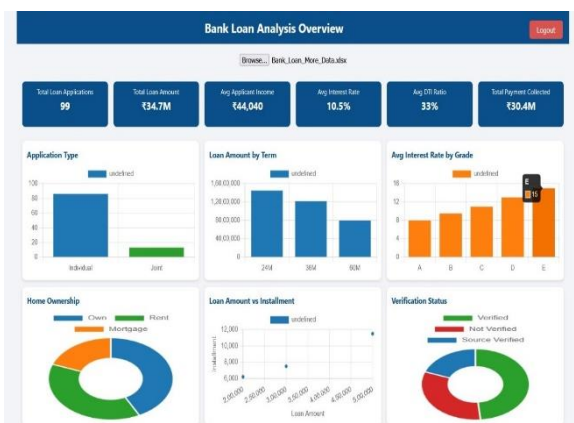 Bank Loan Analysis Overview
Logout
Browse... Bank_Loan_More_Data.xlsx
Total Loan Applications
99
Total Loan Amount
₹34.7M
Avg Applicant Income
₹44,040
Avg Interest Rate
10.5%
Avg DTI Ratio
33%
Total Payment Collected
₹30.4M
Application Type
undefined
100
80
60
40
20
0
Individual
Joint
Loan Amount by Term
undefined
1,60,00,000
1,20,00,000
80,00,000
40,00,000
0
24M
36M
60M
Avg Interest Rate by Grade
undefined
16
12
8
4
0
E
15
A
B
C
D
E
Home Ownership
Own
Rent
Mortgage
Loan Amount vs Installment
undefined
12,000
10,000
8,000
6,000
Installment
2,00,000
2,50,000
3,00,000
3,50,000
4,00,000
4,50,000
5,00,000
Loan Amount
Verification Status
Verified
Not Verified
Source Verified